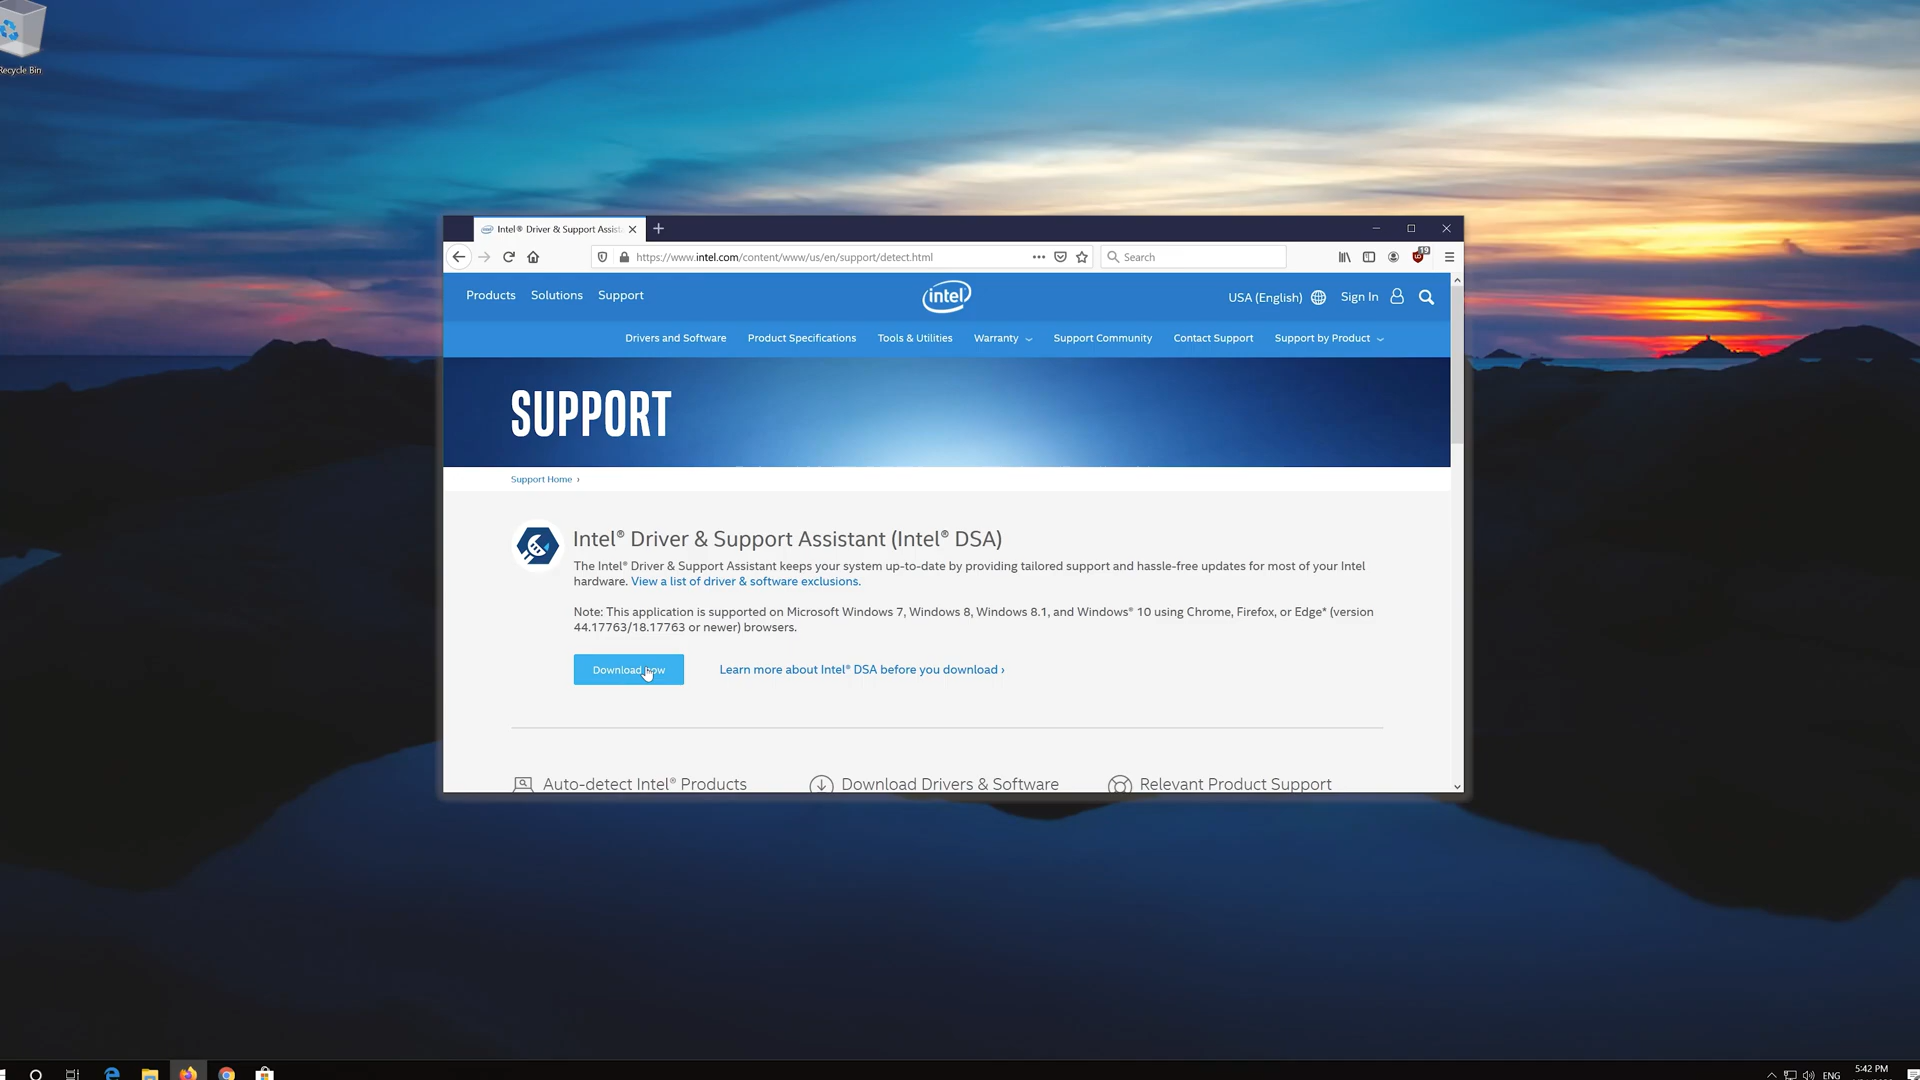 Recycle Bin
Intel® Driver & Support Assist
https://www.intel.com/content/www/us/en/support/detect.html
Search
19
Products Solutions Support
intel
USA (English) Sign In
Drivers and Software Product Specifications Tools & Utilities Warranty Support Community Contact Support Support by Product
SUPPORT
Support Home ›
Intel® Driver & Support Assistant (Intel® DSA)
The Intel® Driver & Support Assistant keeps your system up-to-date by providing tailored support and hassle-free updates for most of your Intel
hardware. View a list of driver & software exclusions.
Note: This application is supported on Microsoft Windows 7, Windows 8, Windows 8.1, and Windows® 10 using Chrome, Firefox, or Edge* (version
44.17763/18.17763 or newer) browsers.
Download now
Learn more about Intel® DSA before you download ›
Auto-detect Intel® Products Download Drivers & Software Relevant Product Support
ENG
5:42 PM